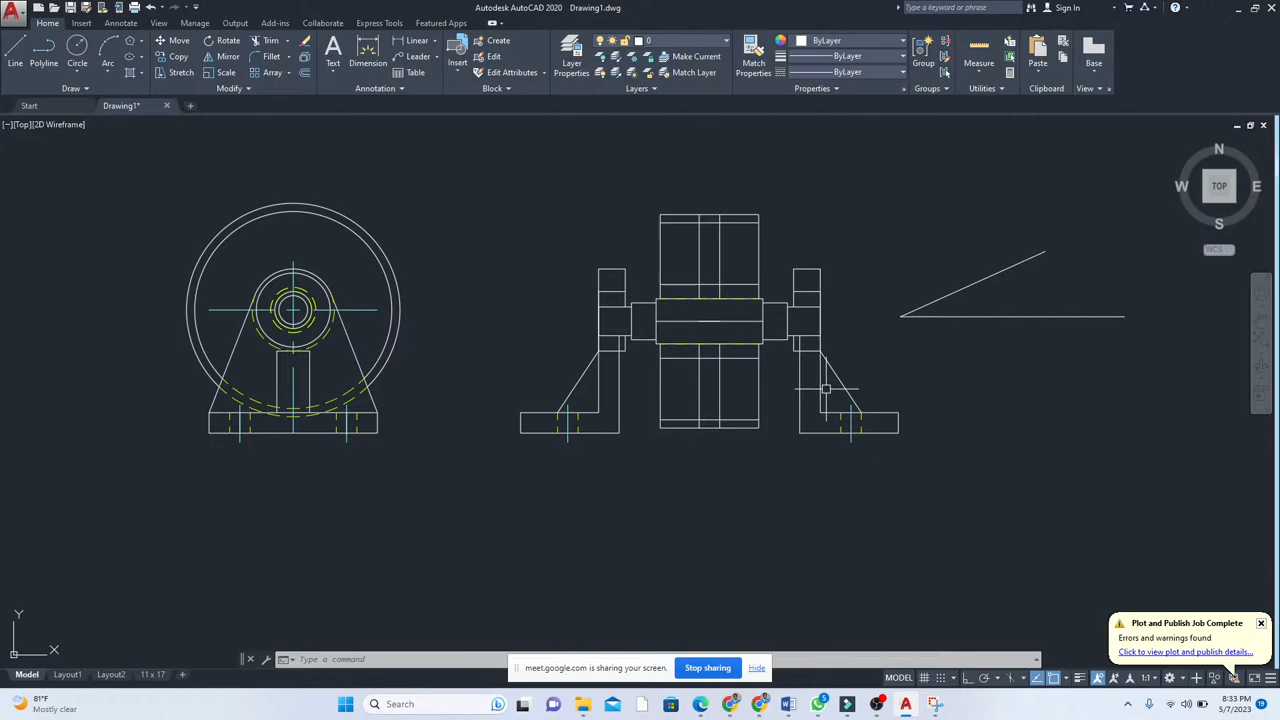 Autodesk AutoCAD 2020 Drawing1.dwg
Type a keyword or phrase
Sign In
Home Insert Annotate View Manage Output Add-ins Collaborate Express Tools Featured Apps
Line Polyline Circle Arc
Move Rotate Trim
Copy Mirror Fillet
Stretch Scale Array
Text Dimension
Linear
Leader
Table
Insert
Create
Edit
Edit Attributes
Layer Properties
0
Make Current
Match Layer
Match Properties
ByLayer
ByLayer
ByLayer
Group
Measure
Paste
Base
Draw Modify Annotation Block Layers Properties Groups Utilities Clipboard View
Start Drawing1*
[−][Top][2D Wireframe]
N
W TOP E
S
WCS
Y
X
Plot and Publish Job Complete
Errors and warnings found
Click to view plot and publish details...
Type a command
meet.google.com is sharing your screen. Stop sharing Hide
Model Layout1 Layout2 11 x 17
MODEL 1:1
81°F
Mostly clear
Search
5
8:33 PM
5/7/2023
19